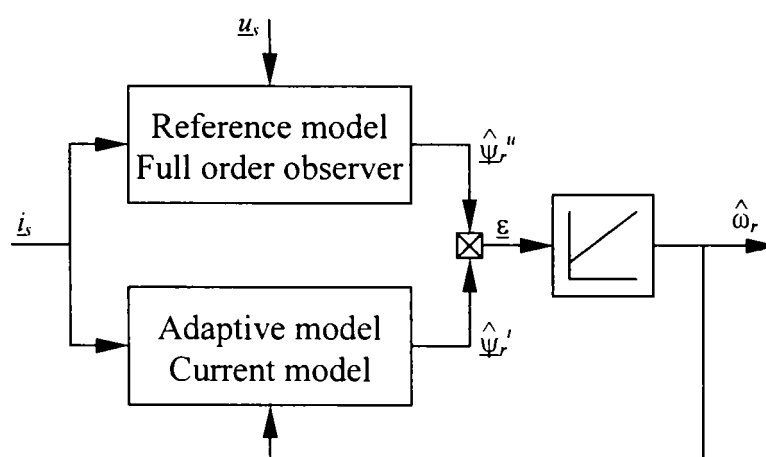 u_s
Reference model
Full order observer
ψ̂_r"
i_s
ε
ω̂_r
Adaptive model
Current model
ψ̂_r'